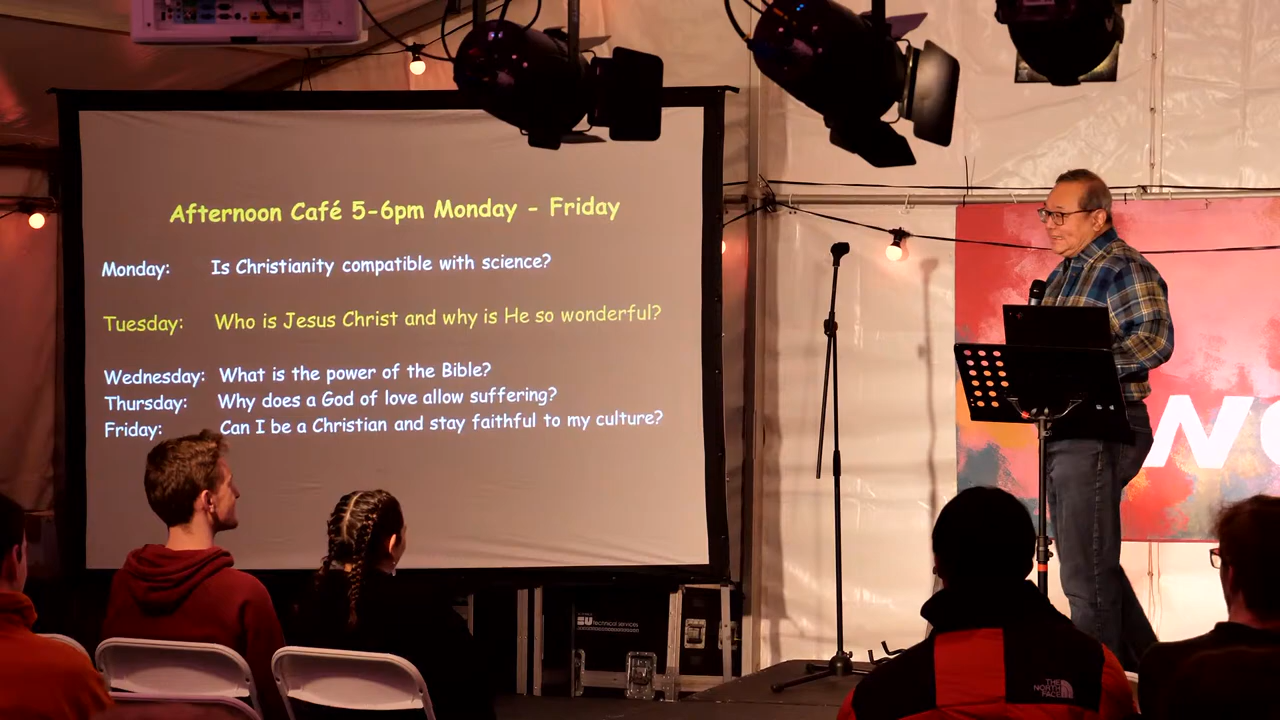 Afternoon Café 5-6pm Monday - Friday
Monday: Is Christianity compatible with science?
Tuesday: Who is Jesus Christ and why is He so wonderful?
Wednesday: What is the power of the Bible?
Thursday: Why does a God of love allow suffering?
Friday: Can I be a Christian and stay faithful to my culture?
technical services
THE
NORTH
FACE